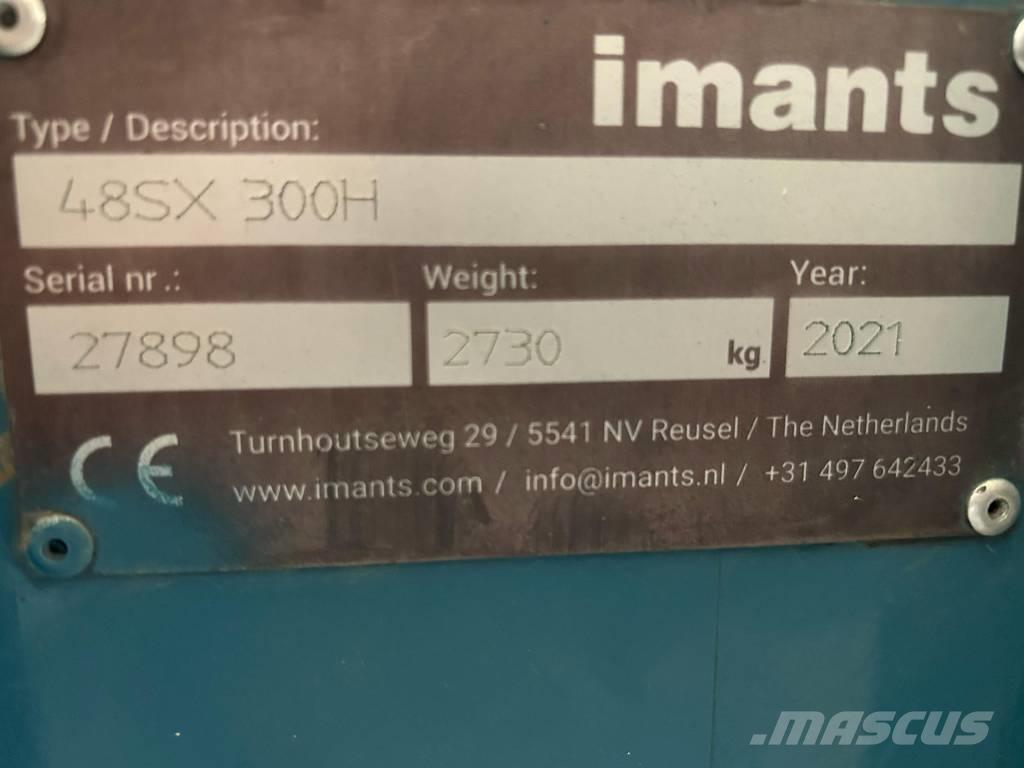 imants
Type / Description:
48SX 300H
Serial nr.: Weight: Year:
27898 2730 kg 2021
CE Turnhoutseweg 29 / 5541 NV Reusel / The Netherlands
www.imants.com / info@imants.nl / +31 497 642433
.MASCUS